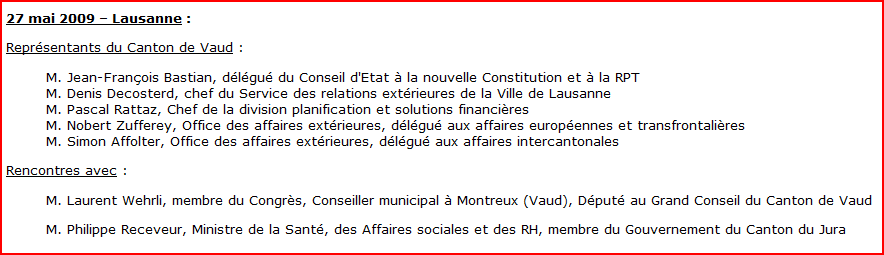 27 mai 2009 – Lausanne :
Représentants du Canton de Vaud :
M. Jean-François Bastian, délégué du Conseil d'Etat à la nouvelle Constitution et à la RPT
M. Denis Decosterd, chef du Service des relations extérieures de la Ville de Lausanne
M. Pascal Rattaz, Chef de la division planification et solutions financières
M. Nobert Zufferey, Office des affaires extérieures, délégué aux affaires européennes et transfrontalières
M. Simon Affolter, Office des affaires extérieures, délégué aux affaires intercantonales
Rencontres avec :
M. Laurent Wehrli, membre du Congrès, Conseiller municipal à Montreux (Vaud), Député au Grand Conseil du Canton de Vaud
M. Philippe Receveur, Ministre de la Santé, des Affaires sociales et des RH, membre du Gouvernement du Canton du Jura